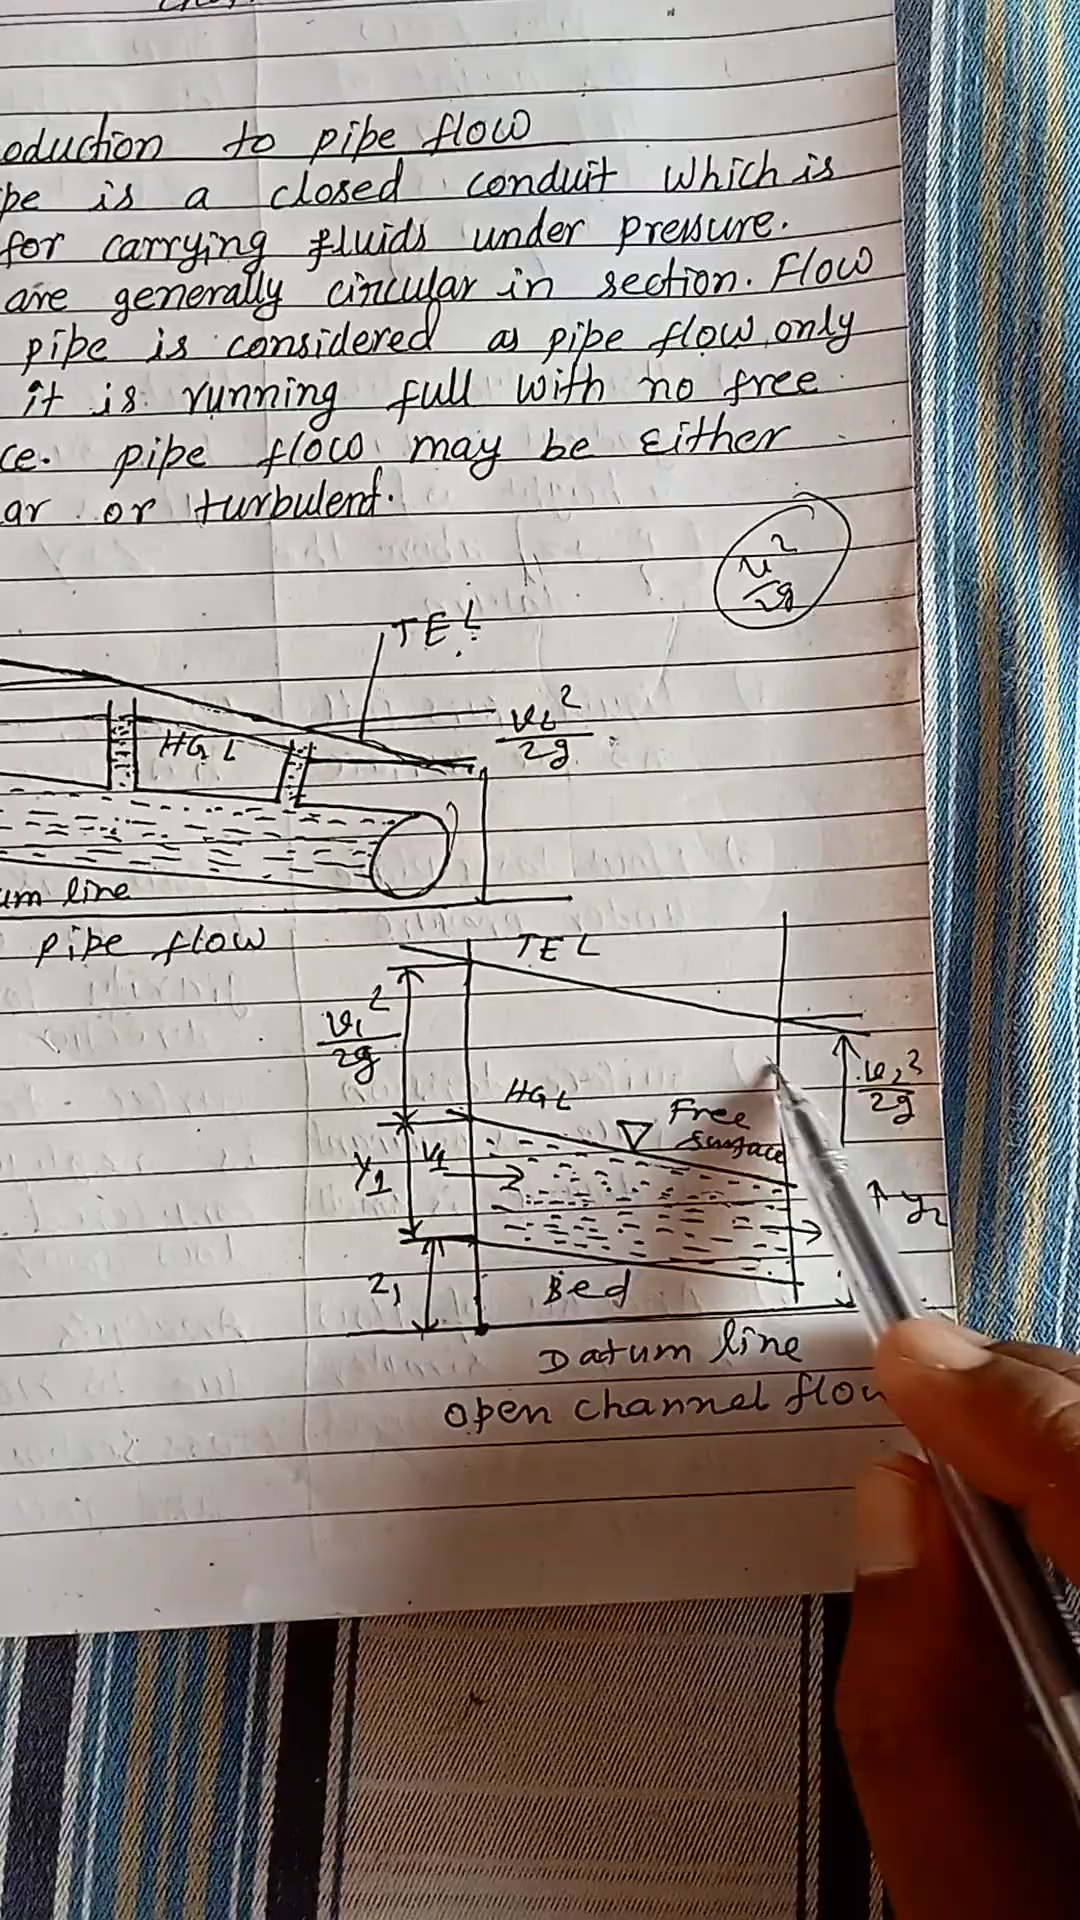 oduction to pipe flow
pe is a closed conduit which is
for carrying fluids under pressure.
are generally circular in section. Flow
pipe is considered as pipe flow only
it is running full with no free
ce. pipe flow may be either
ar or turbulent.
v²
2g
TEL
HGL
v₂²
2g
um line
pipe flow
TEL
v₁²
2g
HGL
Free
surface
v₂²
2g
y₁
V₁
y₂
Z₁
Bed
Datum line
open channel flow